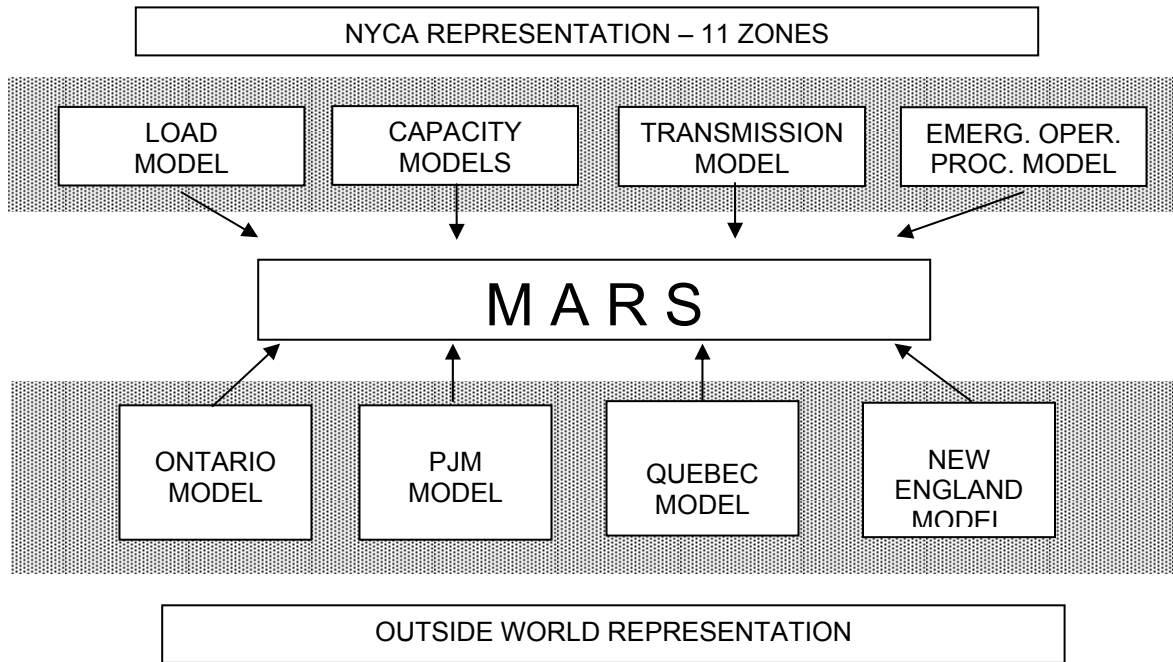 NYCA REPRESENTATION – 11 ZONES
LOAD
MODEL
CAPACITY
MODELS
TRANSMISSION
MODEL
EMERG. OPER.
PROC. MODEL
M A R S
ONTARIO
MODEL
PJM
MODEL
QUEBEC
MODEL
NEW
ENGLAND
MODEL
OUTSIDE WORLD REPRESENTATION